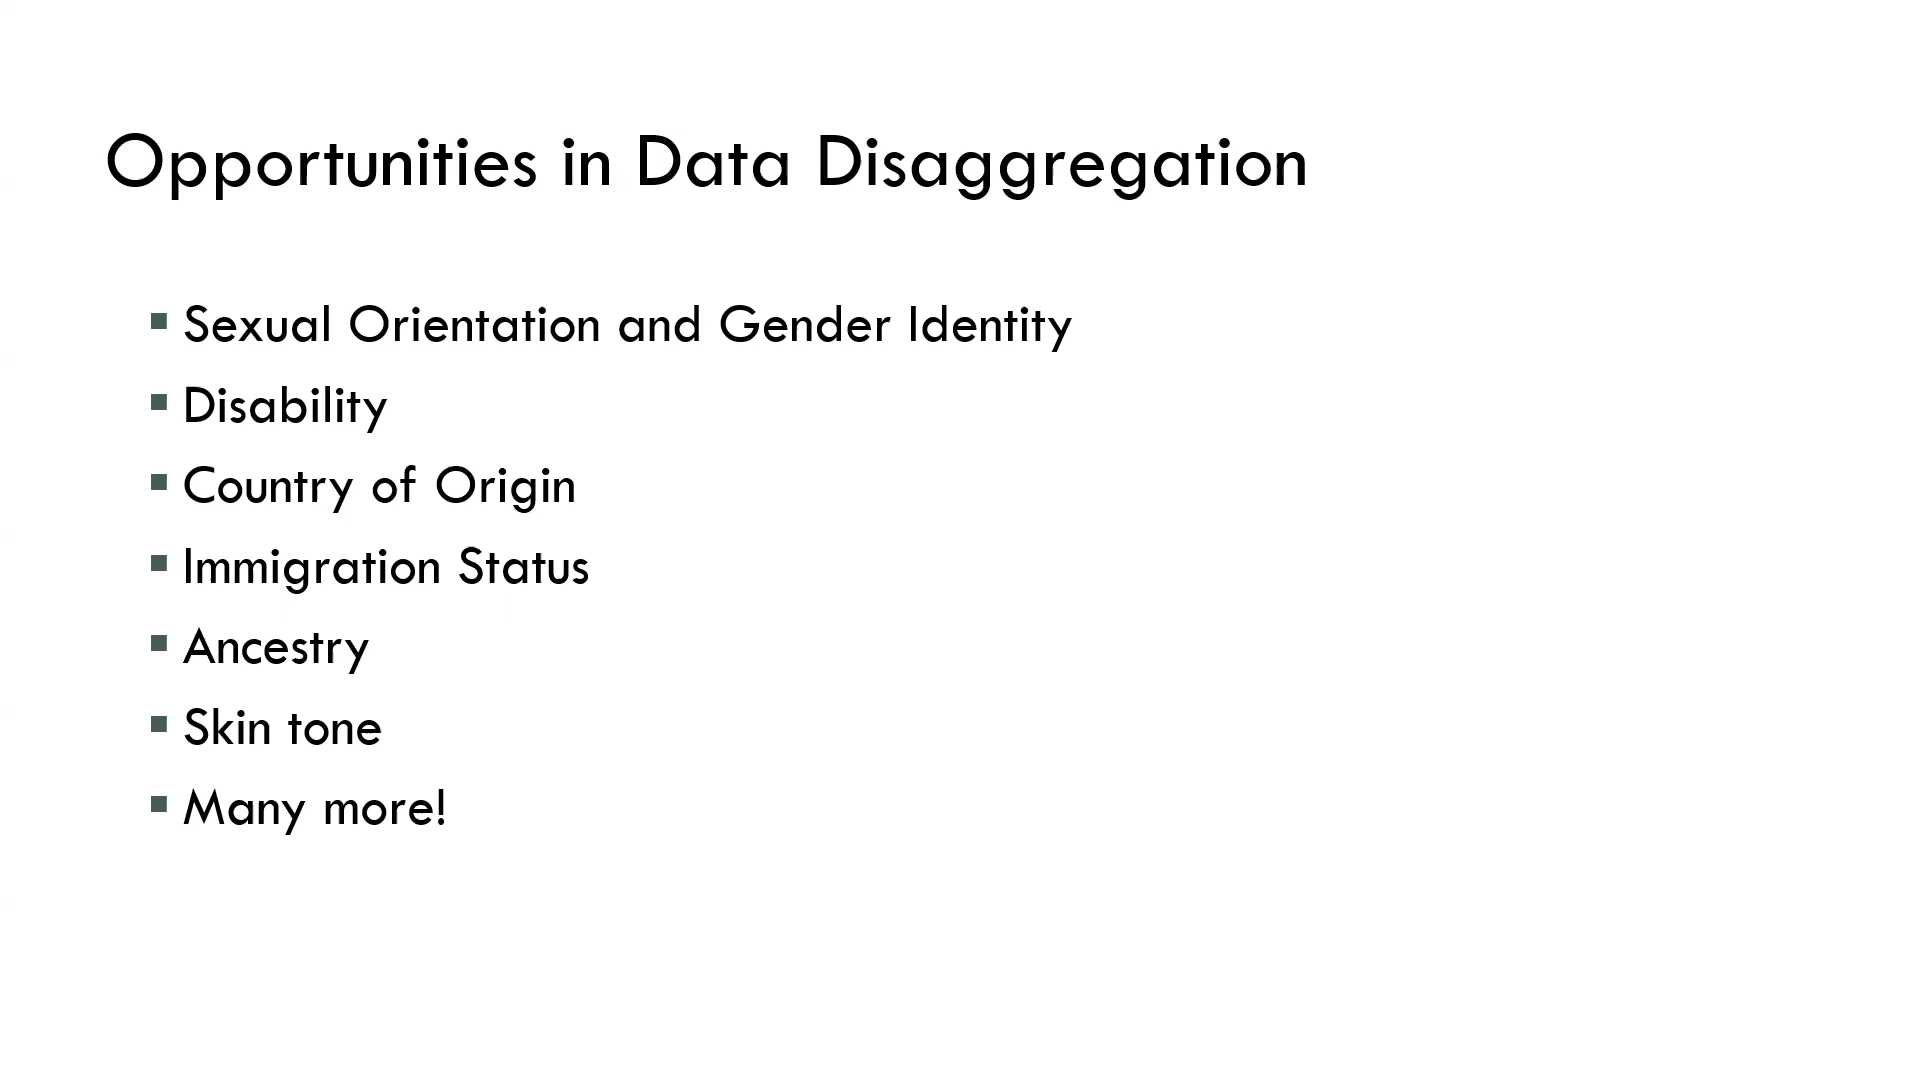 Opportunities in Data Disaggregation
▪ Sexual Orientation and Gender Identity
▪ Disability
▪ Country of Origin
▪ Immigration Status
▪ Ancestry
▪ Skin tone
▪ Many more!